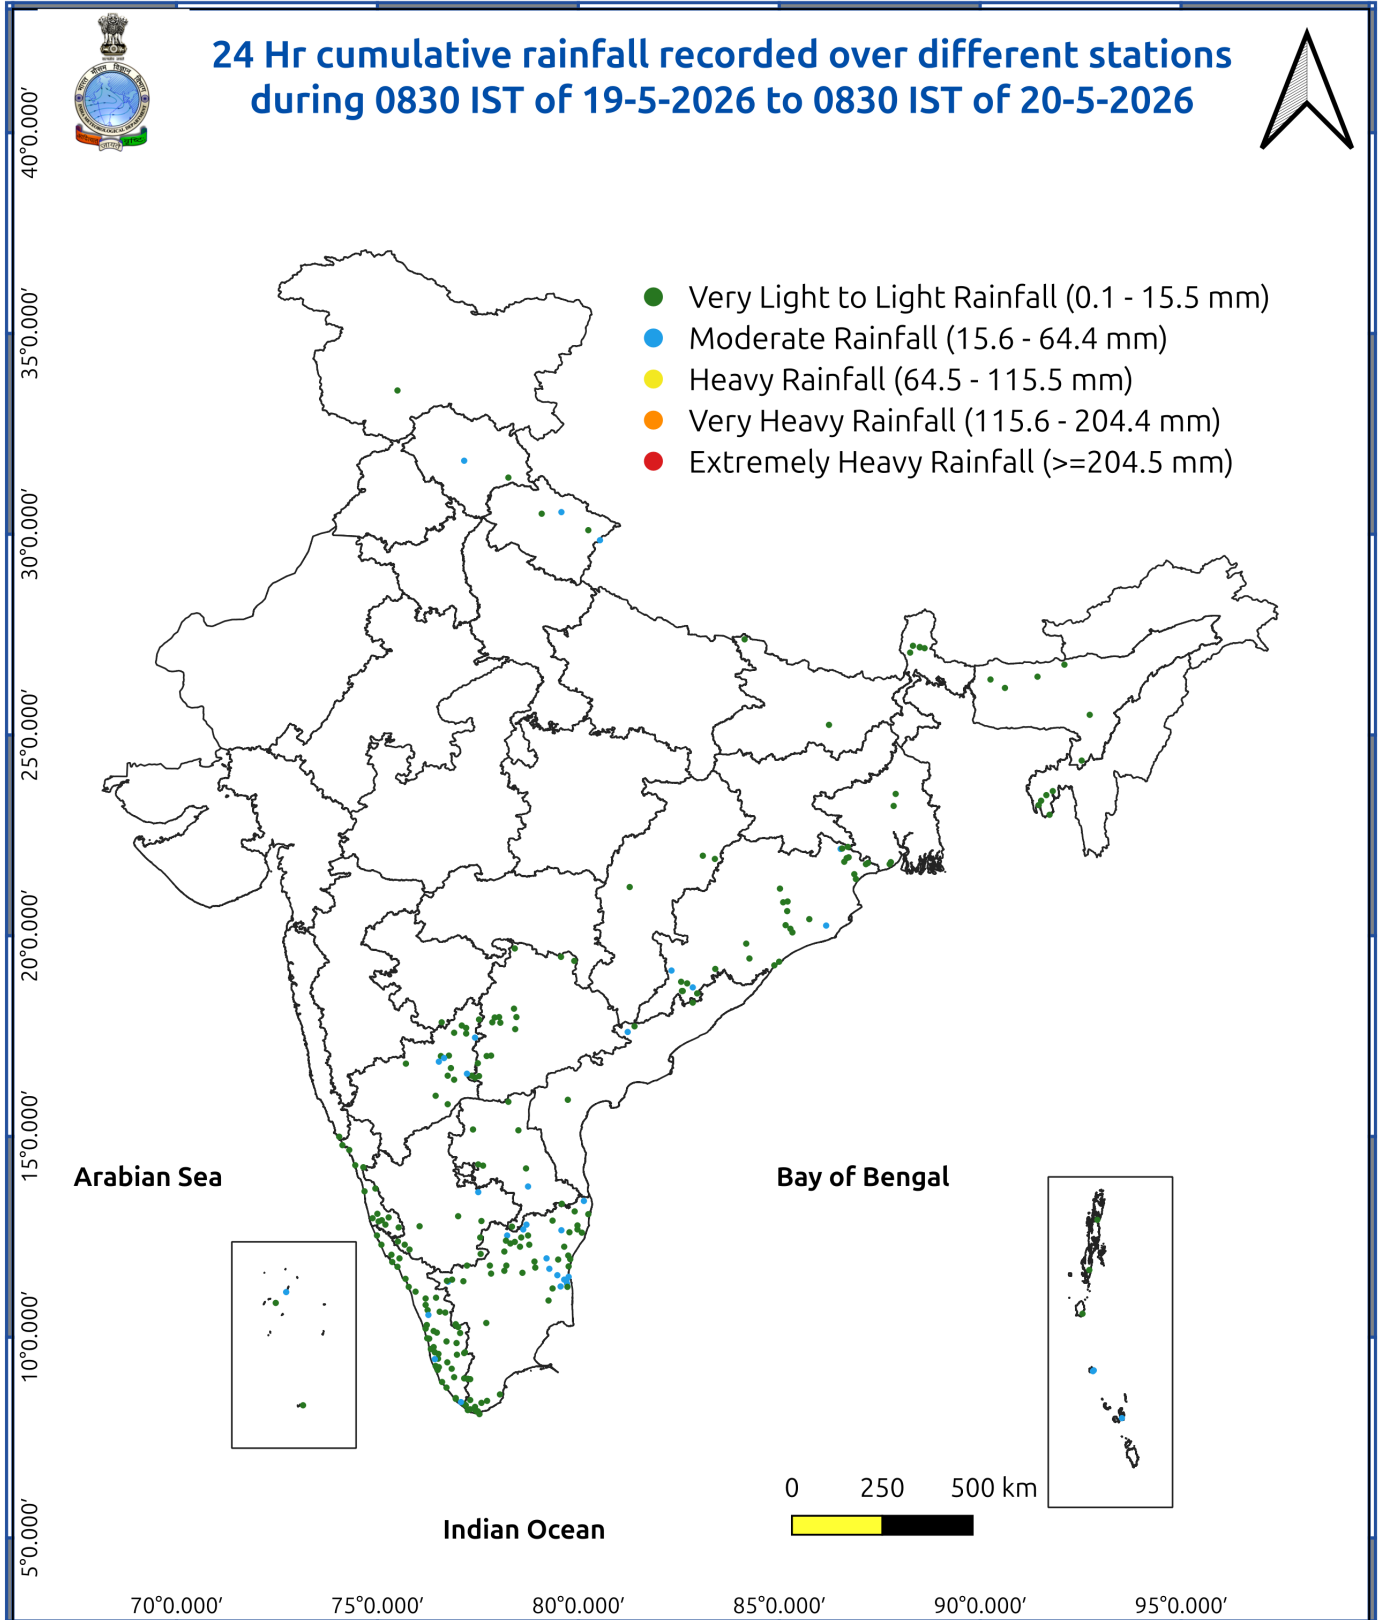 24 Hr cumulative rainfall recorded over different stations
during 0830 IST of 19-5-2026 to 0830 IST of 20-5-2026
Very Light to Light Rainfall (0.1 - 15.5 mm)
Moderate Rainfall (15.6 - 64.4 mm)
Heavy Rainfall (64.5 - 115.5 mm)
Very Heavy Rainfall (115.6 - 204.4 mm)
Extremely Heavy Rainfall (>=204.5 mm)
40°0.000′
35°0.000′
30°0.000′
25°0.000′
20°0.000′
15°0.000′
10°0.000′
5°0.000′
Arabian Sea
Bay of Bengal
Indian Ocean
0 250 500 km
70°0.000′ 75°0.000′ 80°0.000′ 85°0.000′ 90°0.000′ 95°0.000′